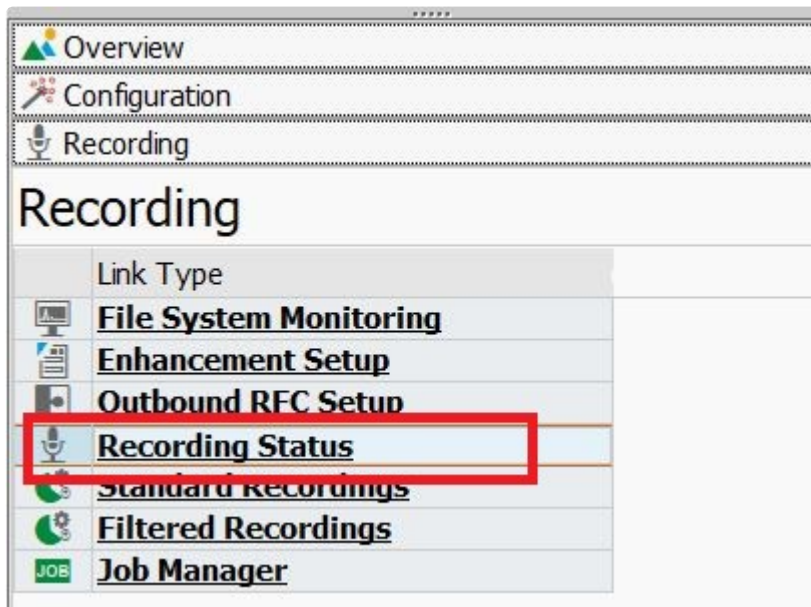 Overview
Configuration
Recording
Recording
Link Type
File System Monitoring
Enhancement Setup
Outbound RFC Setup
Recording Status
Standard Recordings
Filtered Recordings
JOB Job Manager